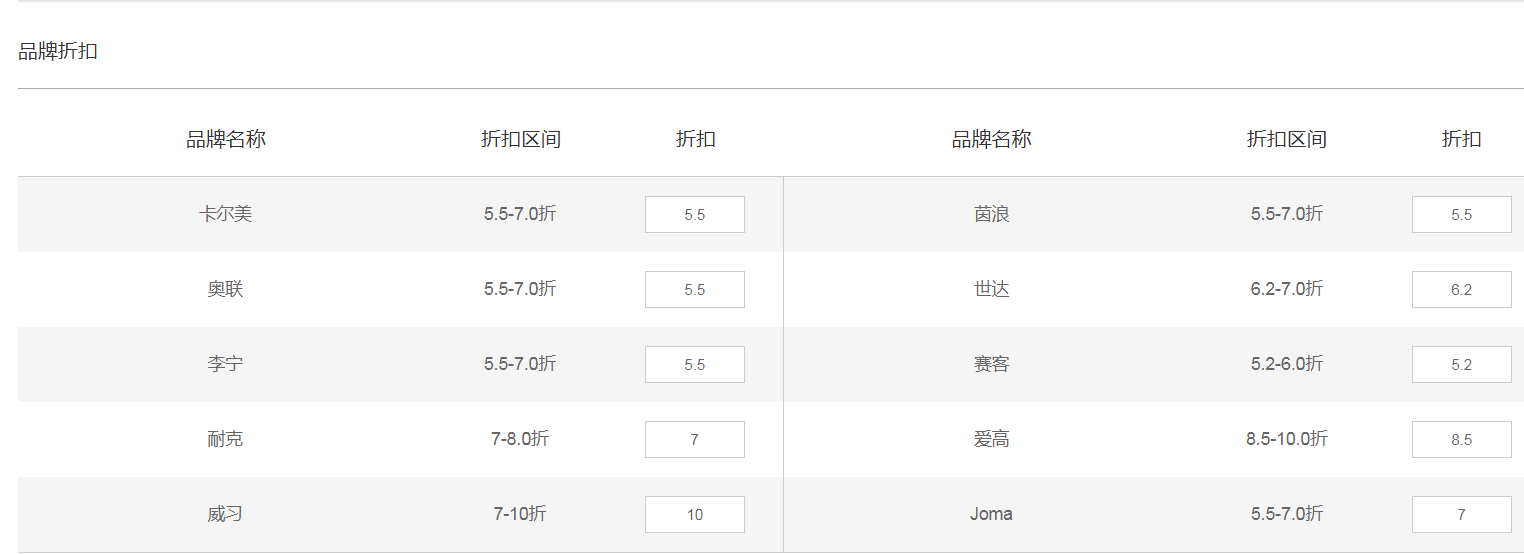 品牌折扣
品牌名称 折扣区间 折扣 品牌名称 折扣区间 折扣
卡尔美 5.5-7.0折 5.5 茵浪 5.5-7.0折 5.5
奥联 5.5-7.0折 5.5 世达 6.2-7.0折 6.2
李宁 5.5-7.0折 5.5 赛客 5.2-6.0折 5.2
耐克 7-8.0折 7 爱高 8.5-10.0折 8.5
威习 7-10折 10 Joma 5.5-7.0折 7